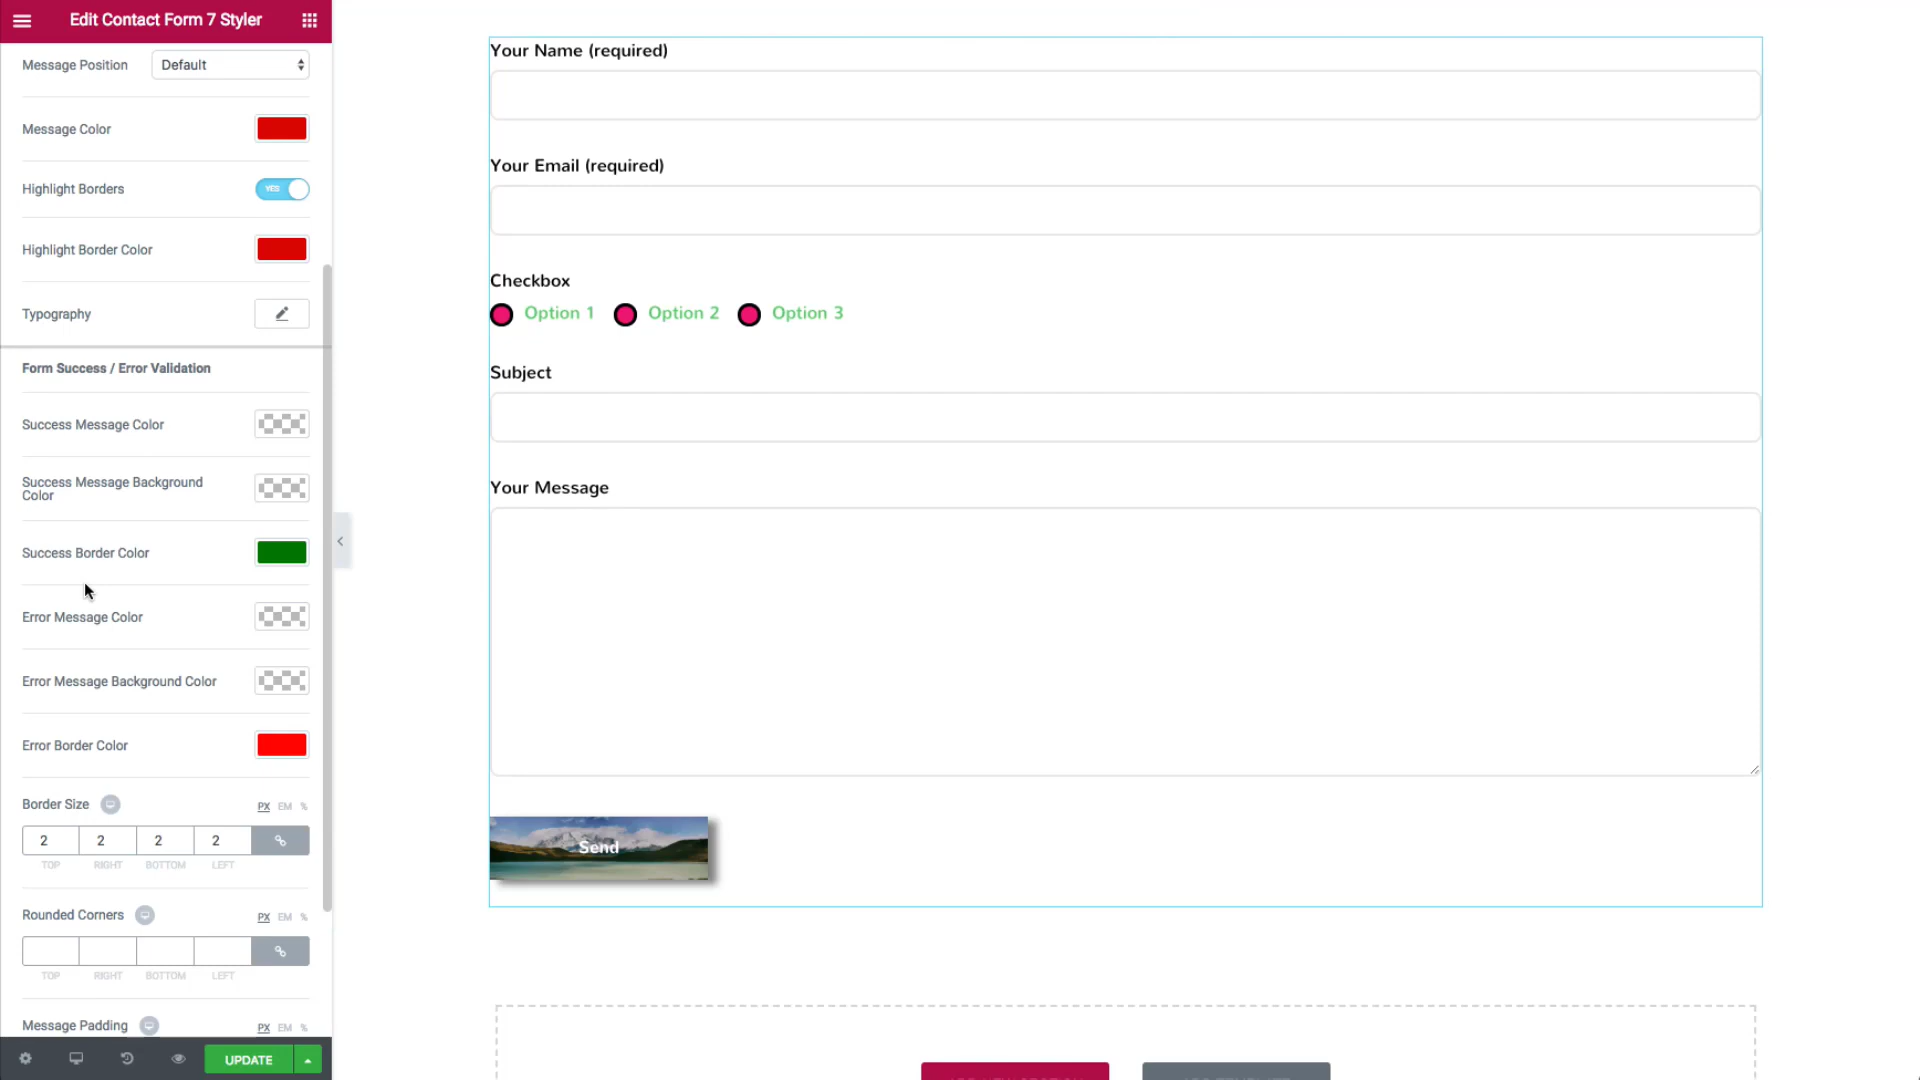 Edit Contact Form 7 Styler
Message Position
Default
Message Color
Highlight Borders
YES
Highlight Border Color
Typography
Form Success / Error Validation
Success Message Color
Success Message Background
Color
Success Border Color
Error Message Color
Error Message Background Color
Error Border Color
Border Size
PX EM %
2 2 2 2
TOP RIGHT BOTTOM LEFT
Rounded Corners
PX EM %
TOP RIGHT BOTTOM LEFT
Message Padding
PX EM %
UPDATE
Your Name (required)
Your Email (required)
Checkbox
Option 1 Option 2 Option 3
Subject
Your Message
Send